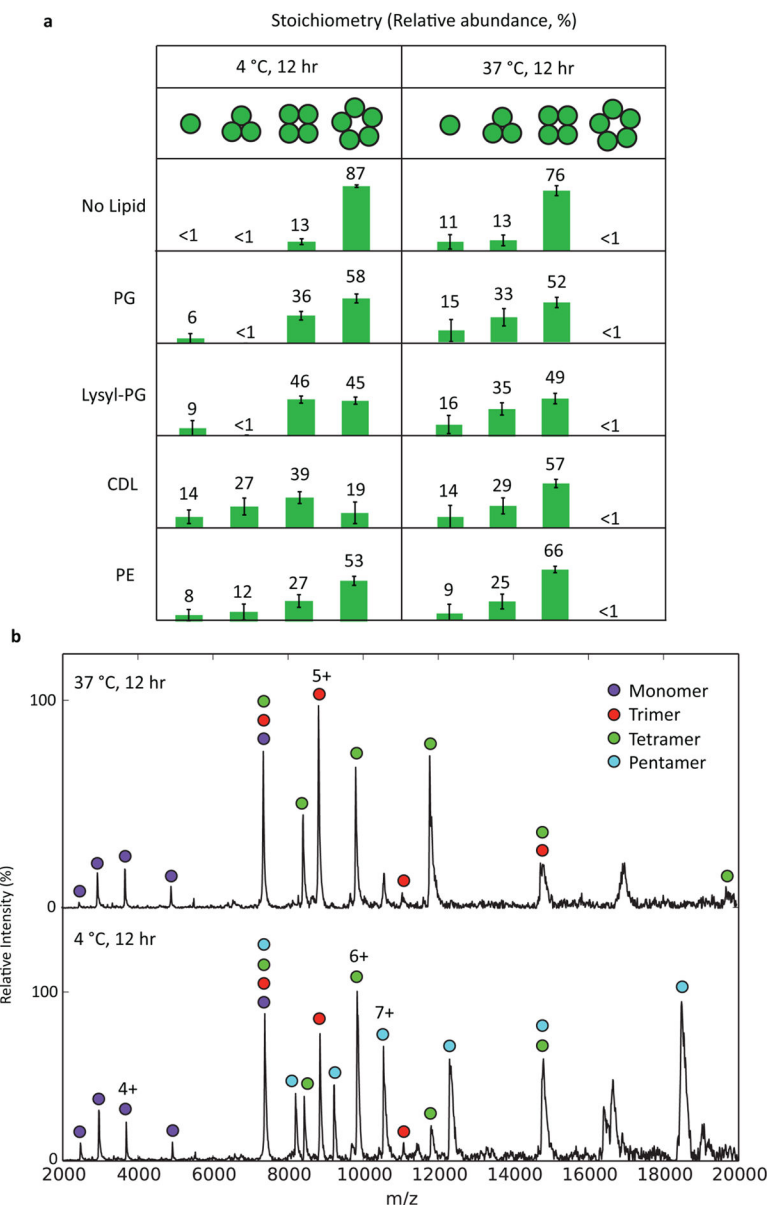 a
Stoichiometry (Relative abundance, %)
4 °C, 12 hr 37 °C, 12 hr
No Lipid <1 <1 13 87 11 13 76 <1
PG 6 <1 36 58 15 33 52 <1
Lysyl-PG 9 <1 46 45 16 35 49 <1
CDL 14 27 39 19 14 29 57 <1
PE 8 12 27 53 9 25 66 <1
b
37 °C, 12 hr
5+
100
0
Monomer
Trimer
Tetramer
Pentamer
Relative Intensity (%)
4 °C, 12 hr
6+
7+
4+
100
0
2000 4000 6000 8000 10000 12000 14000 16000 18000 20000
m/z